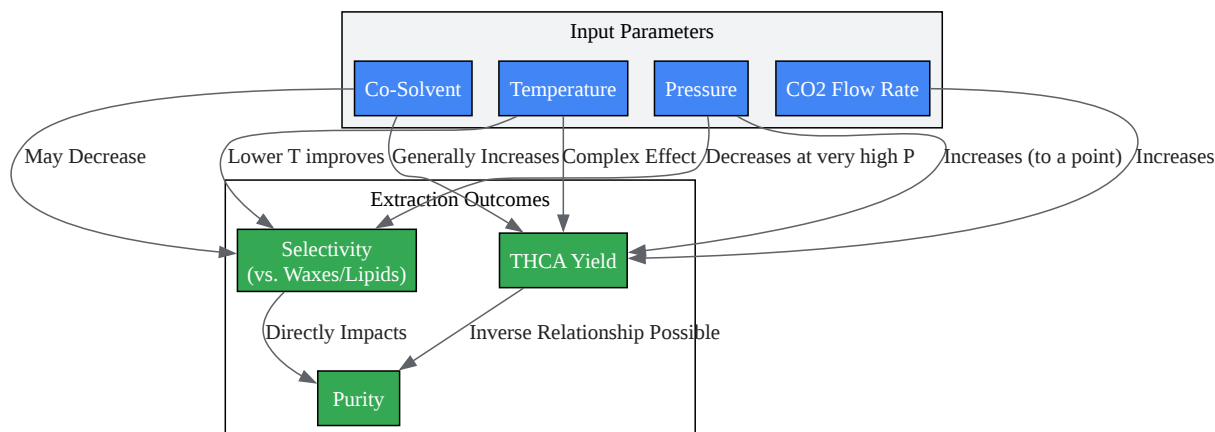 Input Parameters
Co-Solvent
Temperature
Pressure
CO2 Flow Rate
May Decrease
Lower T improves
Generally Increases
Complex Effect
Decreases at very high P
Increases (to a point)
Increases
Extraction Outcomes
Selectivity
(vs. Waxes/Lipids)
THCA Yield
Directly Impacts
Inverse Relationship Possible
Purity